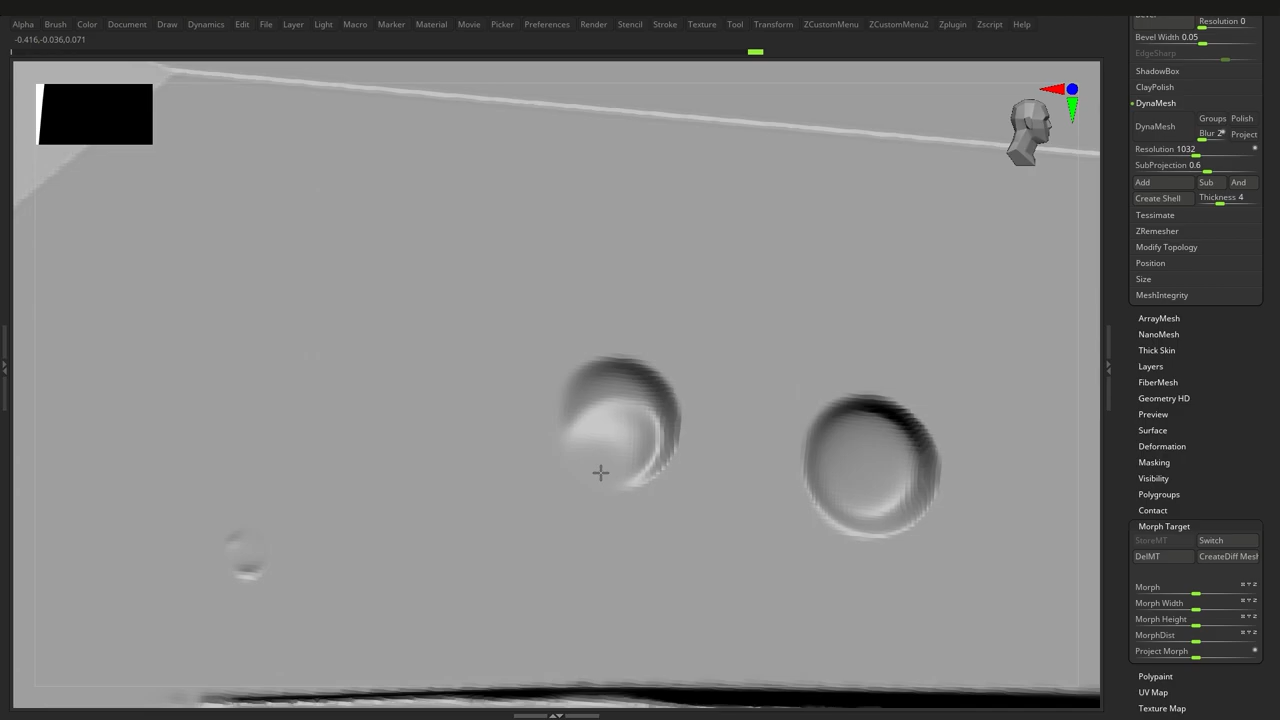 Alpha Brush Color Document Draw Dynamics Edit File Layer Light Macro Marker Material Movie Picker Preferences Render Stencil Stroke Texture Tool Transform ZCustomMenu ZCustomMenu2 Zplugin Zscript Help
-0.416,-0.036,0.071
Resolution 0
Bevel Width 0.05
EdgeSharp
ShadowBox
ClayPolish
DynaMesh
DynaMesh
Groups Polish
Blur 2 Project
Resolution 1032
SubProjection 0.6
Add Sub And
Create Shell Thickness 4
Tessimate
ZRemesher
Modify Topology
Position
Size
MeshIntegrity
ArrayMesh
NanoMesh
Thick Skin
Layers
FiberMesh
Geometry HD
Preview
Surface
Deformation
Masking
Visibility
Polygroups
Contact
Morph Target
StoreMT Switch
DelMT CreateDiff Mesh
Morph
Morph Width
Morph Height
MorphDist
Project Morph
Polypaint
UV Map
Texture Map